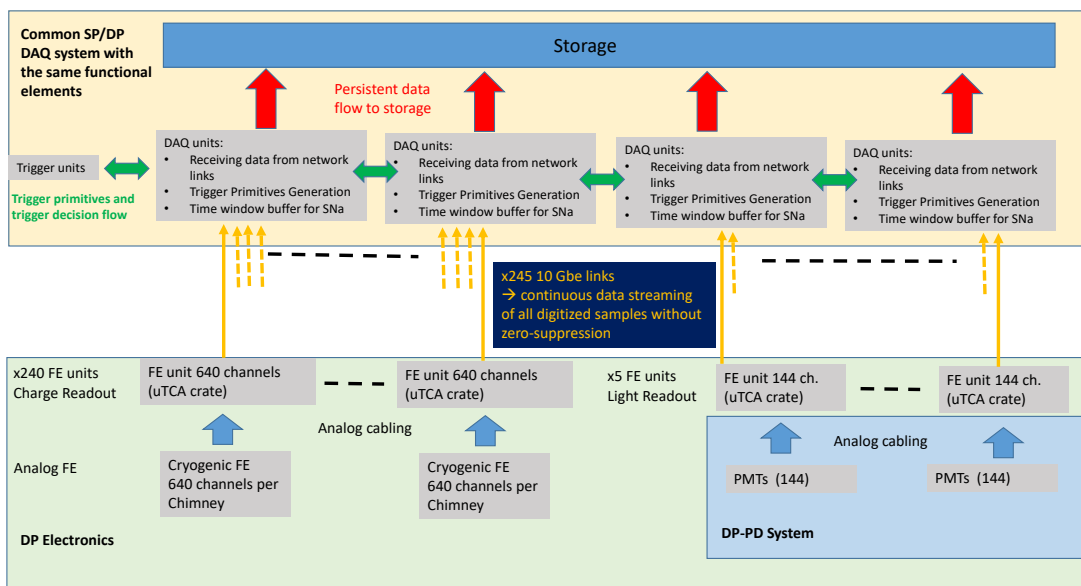 Common SP/DP
DAQ system with
the same functional
elements
Storage
Persistent data
flow to storage
Trigger units
Trigger primitives and
trigger decision flow
DAQ units:
• Receiving data from network
links
• Trigger Primitives Generation
• Time window buffer for SNa
DAQ units:
• Receiving data from network
links
• Trigger Primitives Generation
• Time window buffer for SNa
DAQ units:
• Receiving data from network
links
• Trigger Primitives Generation
• Time window buffer for SNa
DAQ units:
• Receiving data from network
links
• Trigger Primitives Generation
• Time window buffer for SNa
x245 10 Gbe links
→ continuous data streaming
of all digitized samples without
zero-suppression
x240 FE units
Charge Readout
FE unit 640 channels
(uTCA crate)
FE unit 640 channels
(uTCA crate)
x5 FE units
Light Readout
FE unit 144 ch.
(uTCA crate)
FE unit 144 ch.
(uTCA crate)
Analog cabling
Analog cabling
Analog FE
Cryogenic FE
640 channels per
Chimney
Cryogenic FE
640 channels per
Chimney
PMTs (144)
PMTs (144)
DP Electronics
DP-PD System